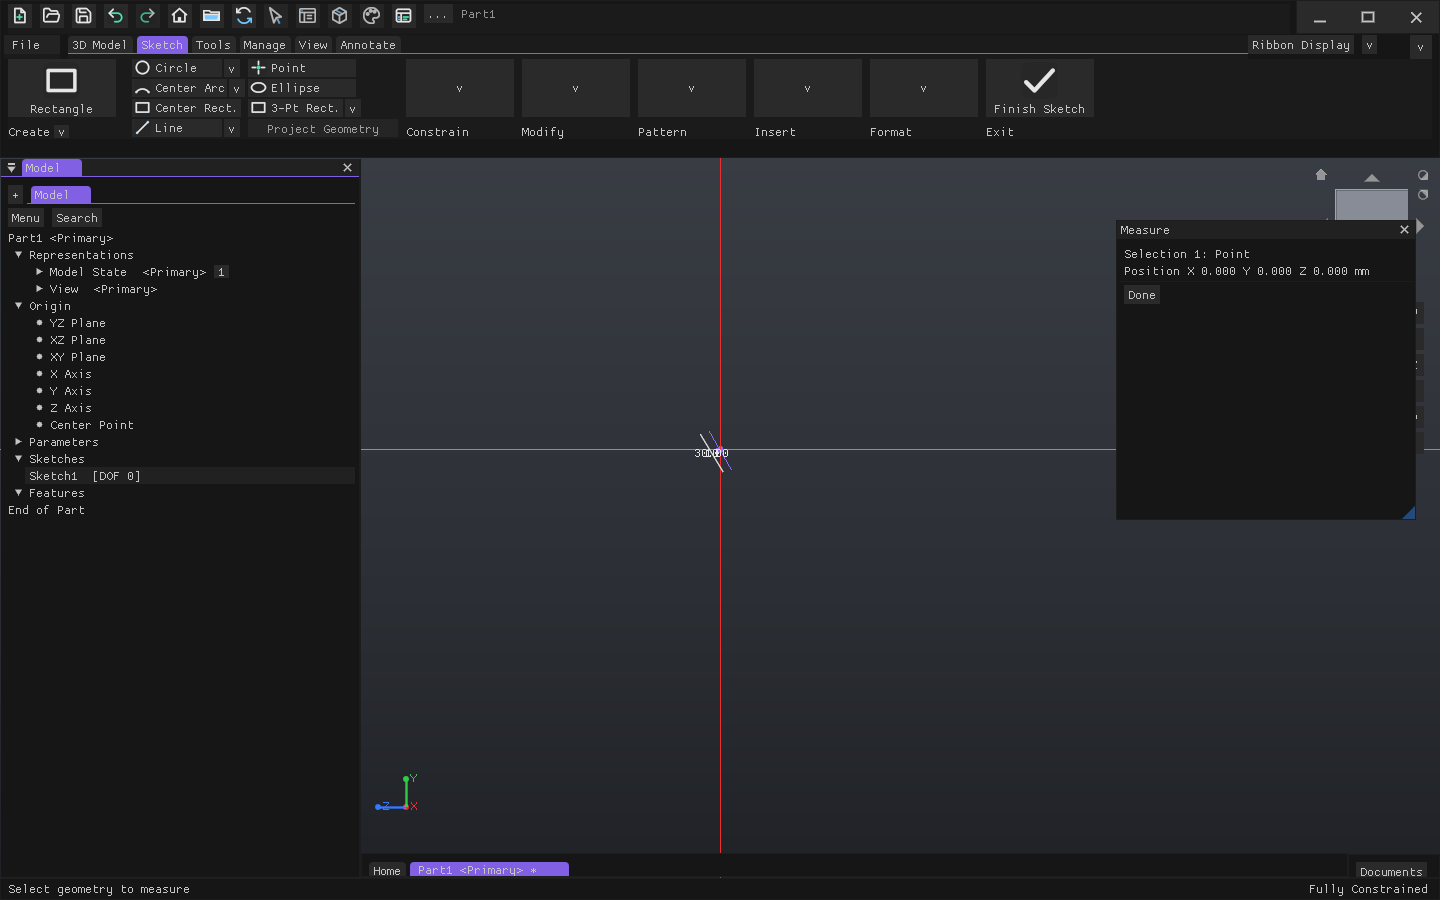 ... Part1
File 3D Model Sketch Tools Manage View Annotate Ribbon Display v v
Circle v Point
Center Arc v Ellipse
Rectangle Center Rect. 3-Pt Rect. v v v v v v Finish Sketch
Line v Project Geometry
Create v Constrain Modify Pattern Insert Format Exit
Model
+ Model
Menu Search
Part1 <Primary>
Representations
Model State <Primary> 1
View <Primary>
Origin
YZ Plane
XZ Plane
XY Plane
X Axis
Y Axis
Z Axis
Center Point
Parameters
Sketches
Sketch1 [DOF 0]
Features
End of Part
Measure
Selection 1: Point
Position X 0.000 Y 0.000 Z 0.000 mm
Done
Y
Z X
Home Part1 <Primary> *
Documents
Select geometry to measure Fully Constrained